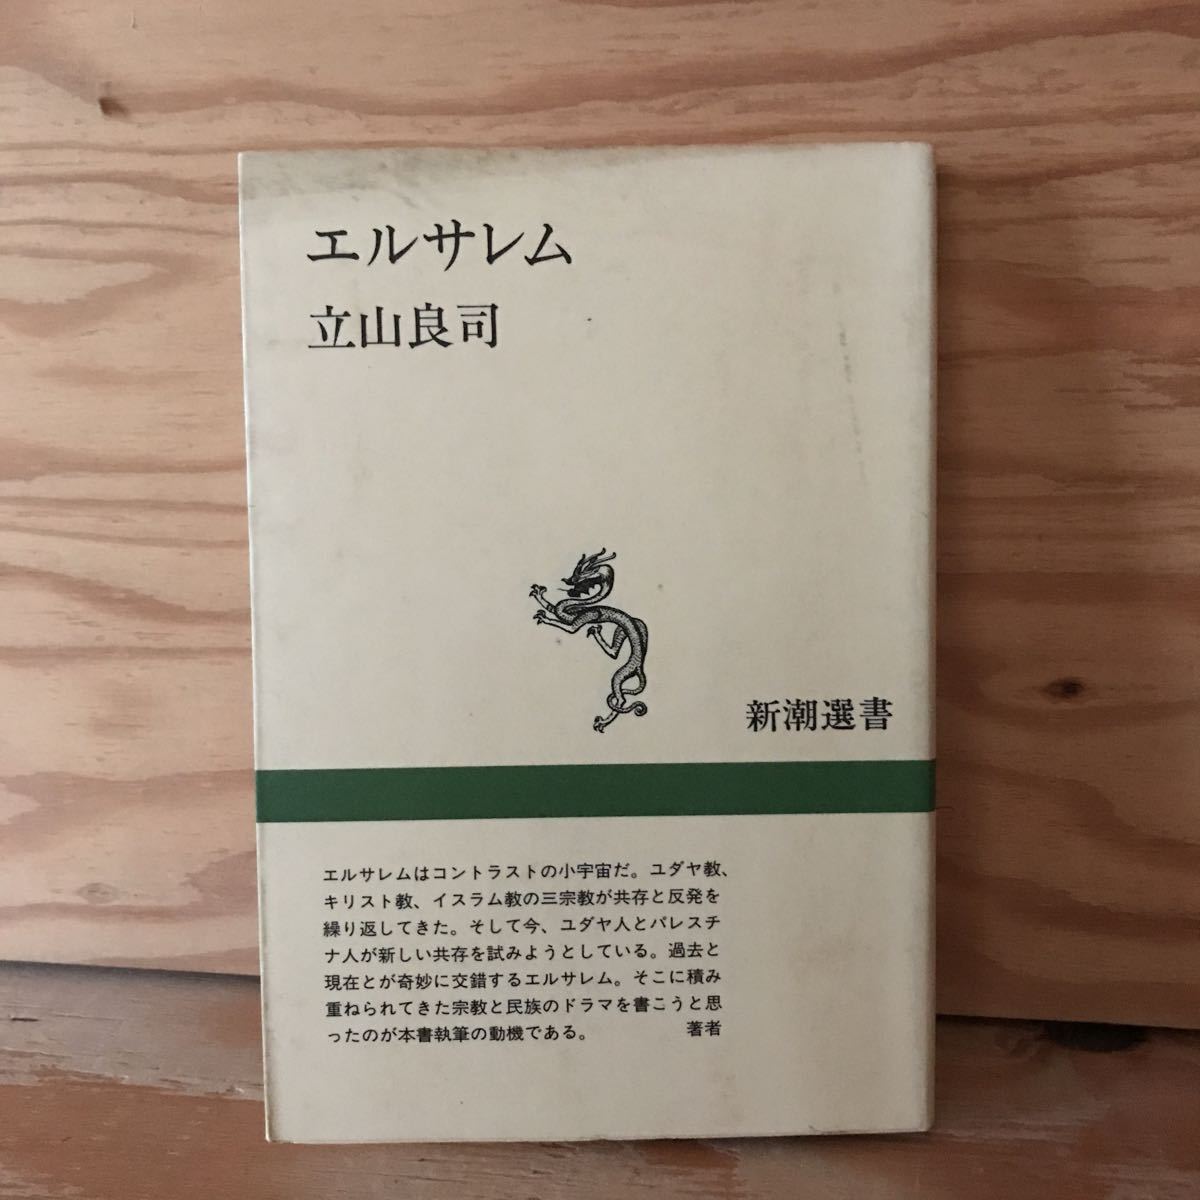 エルサレム
立山良司
新潮選書
エルサレムはコントラストの小宇宙だ。ユダヤ教、
キリスト教、イスラム教の三宗教が共存と反発を
繰り返してきた。そして今、ユダヤ人とパレスチ
ナ人が新しい共存を試みようとしている。過去と
現在とが奇妙に交錯するエルサレム。そこに積み
重ねられてきた宗教と民族のドラマを書こうと思
ったのが本書執筆の動機である。 著者